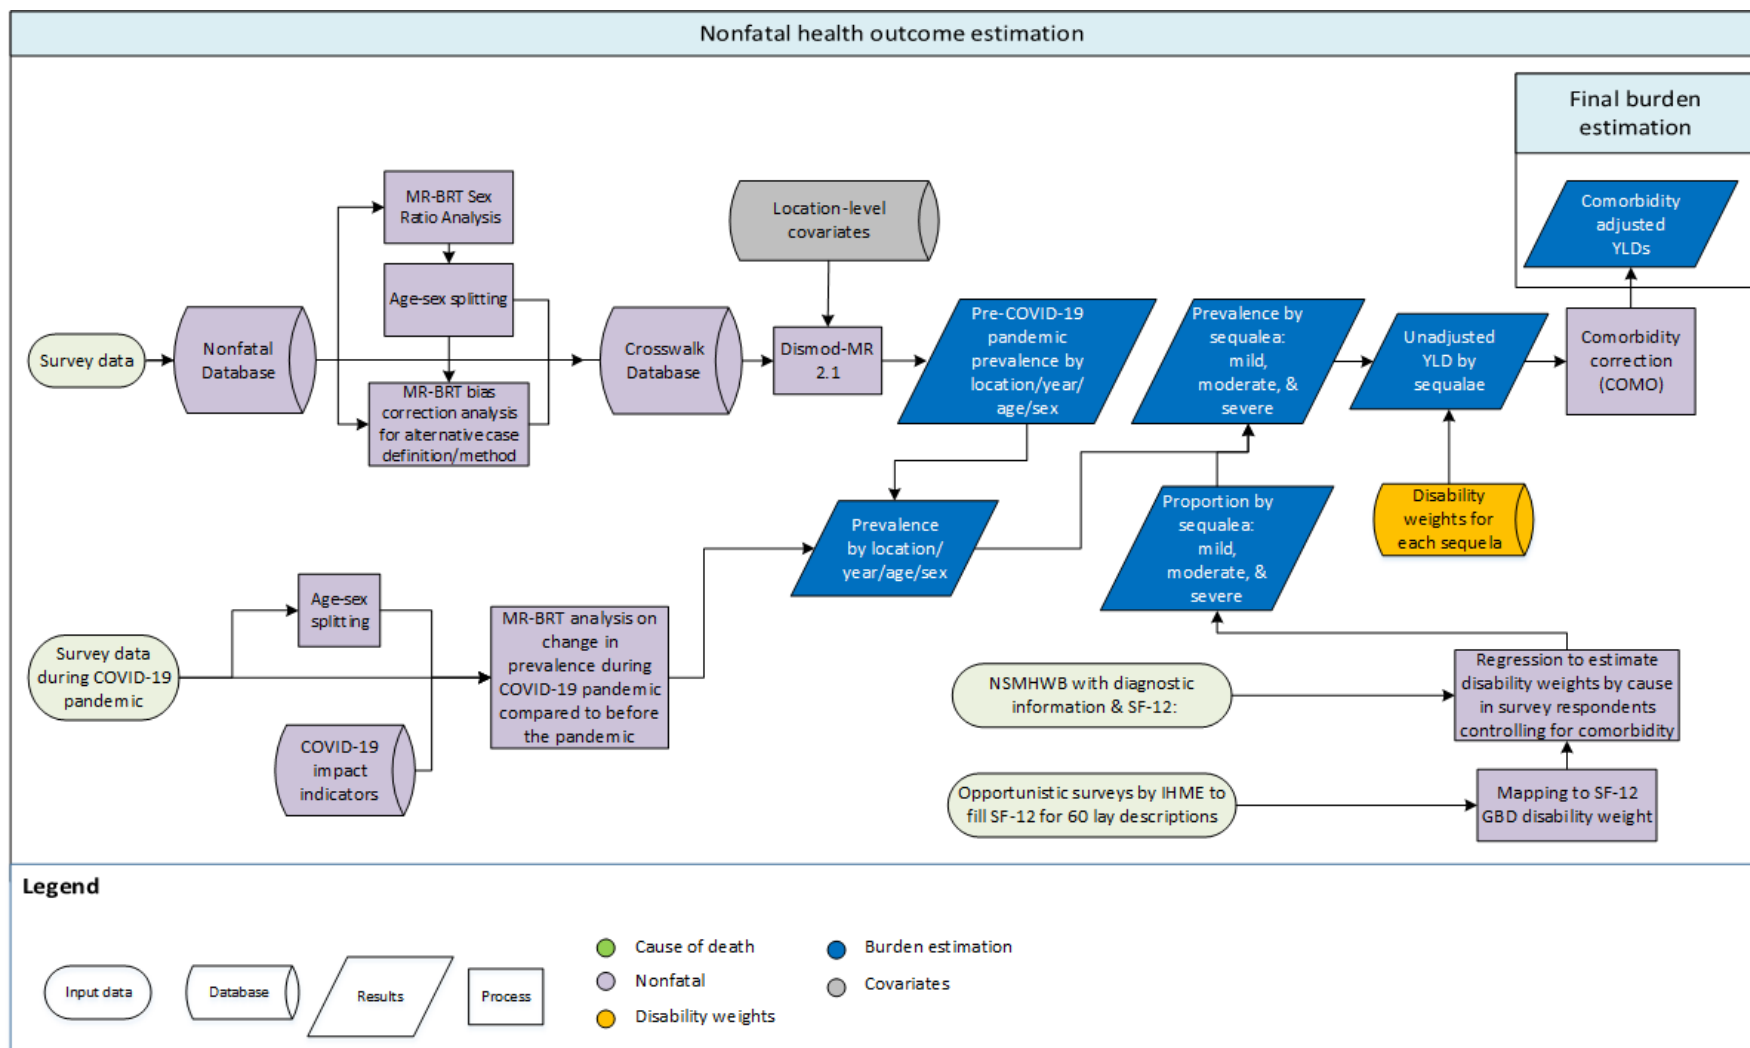 Nonfatal health outcome estimation
Final burden
estimation
Comorbidity
adjusted
YLDs
MR-BRT Sex
Ratio Analysis
Location-level
covariates
Age-sex splitting
Survey data
Nonfatal
Database
MR-BRT bias
correction analysis
for alternative case
definition/method
Crosswalk
Database
Dismod-MR
2.1
Pre-COVID-19
pandemic
prevalence by
location/year/
age/sex
Prevalence by
sequalea:
mild,
moderate, &
severe
Unadjusted
YLD by
sequalae
Comorbidity
correction
(COMO)
Prevalence
by location/
year/age/sex
Proportion by
sequalea:
mild,
moderate, &
severe
Disability
weights for
each sequela
Age-sex
splitting
Survey data
during COVID-19
pandemic
COVID-19
impact
indicators
MR-BRT analysis on
change in
prevalence during
COVID-19 pandemic
compared to before
the pandemic
NSMHWB with diagnostic
information & SF-12:
Regression to estimate
disability weights by cause
in survey respondents
controlling for comorbidity
Opportunistic surveys by IHME to
fill SF-12 for 60 lay descriptions
Mapping to SF-12
GBD disability weight
Legend
Input data
Database
Results
Process
Cause of death
Nonfatal
Disability weights
Burden estimation
Covariates